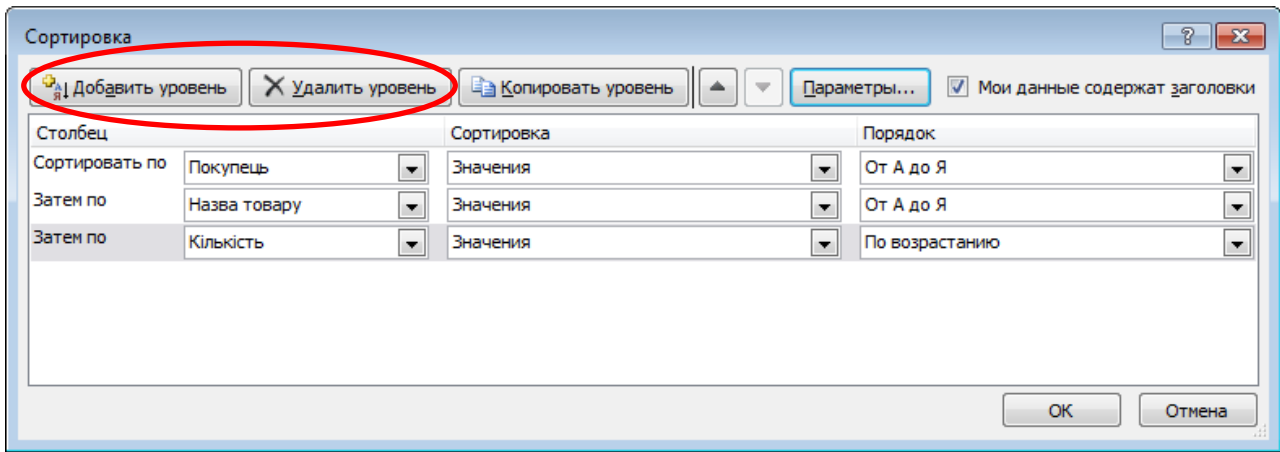 Сортировка
Добавить уровень Удалить уровень Копировать уровень Параметры... Мои данные содержат заголовки
Столбец Сортировка Порядок
Сортировать по Покупець Значения От А до Я
Затем по Назва товару Значения От А до Я
Затем по Кількість Значения По возрастанию
ОК Отмена